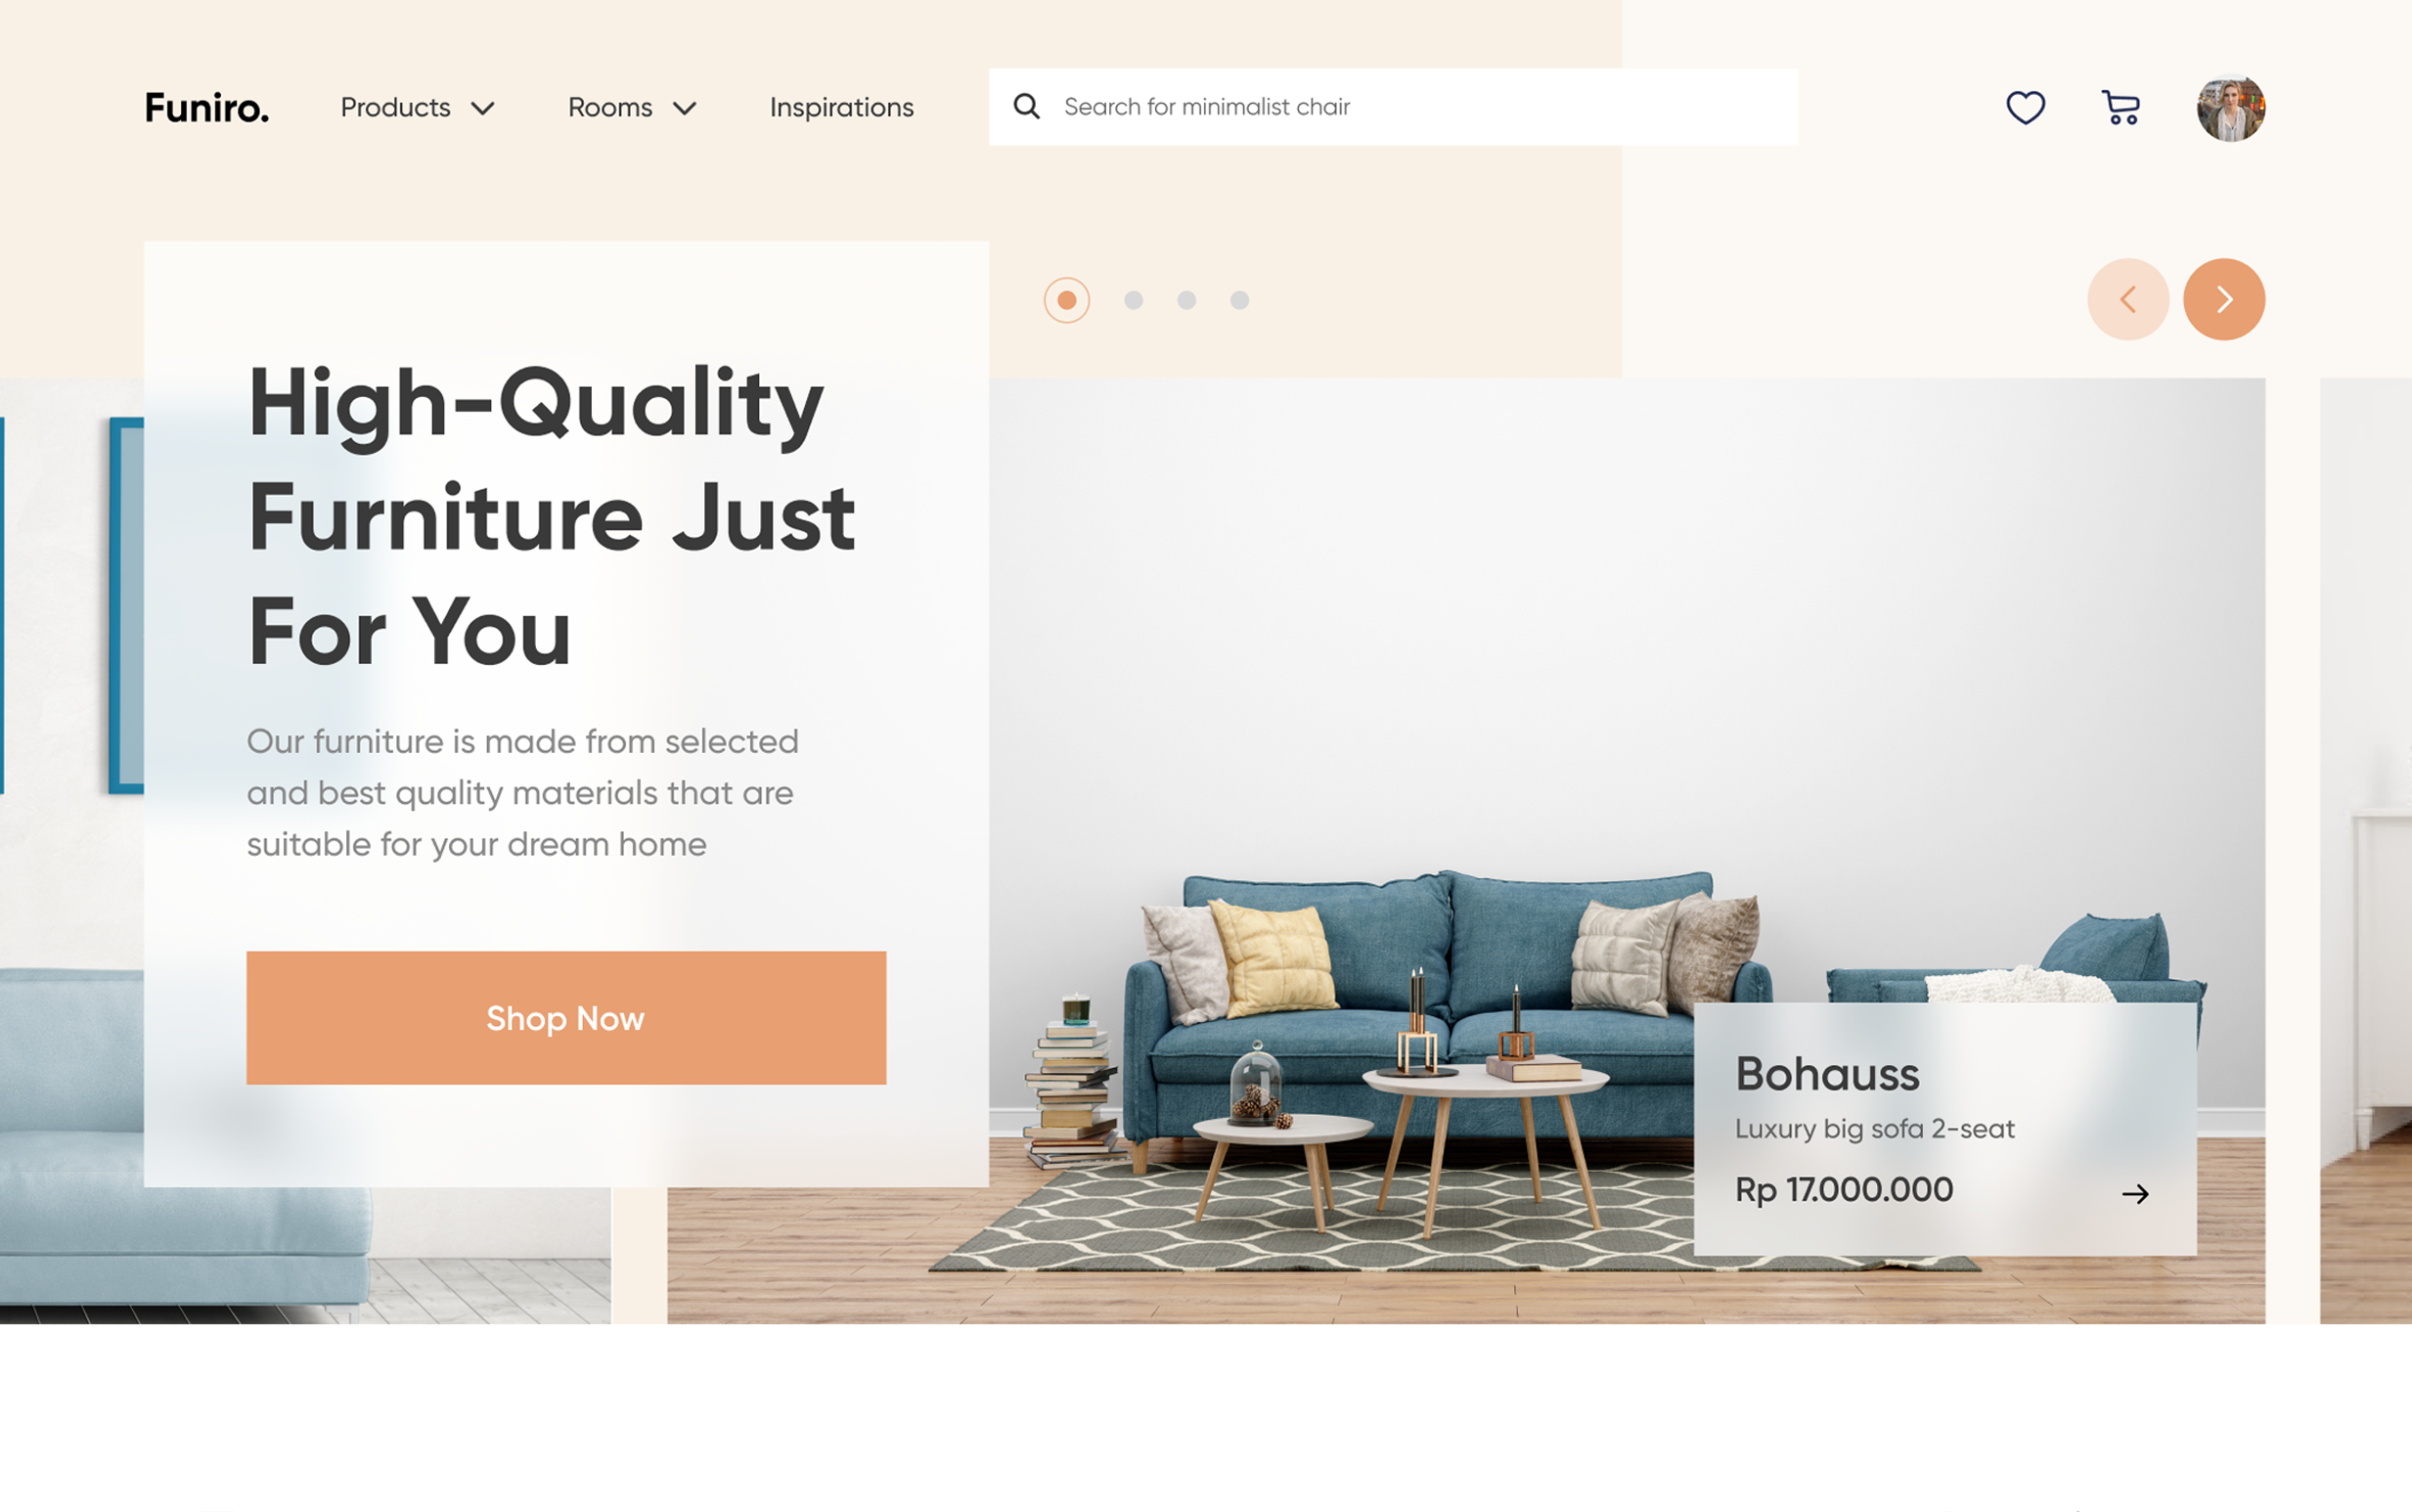 Funiro.
Products
Rooms
Inspirations
Search for minimalist chair
High-Quality
Furniture Just
For You
Our furniture is made from selected
and best quality materials that are
suitable for your dream home
Shop Now
Bohauss
Luxury big sofa 2-seat
Rp 17.000.000